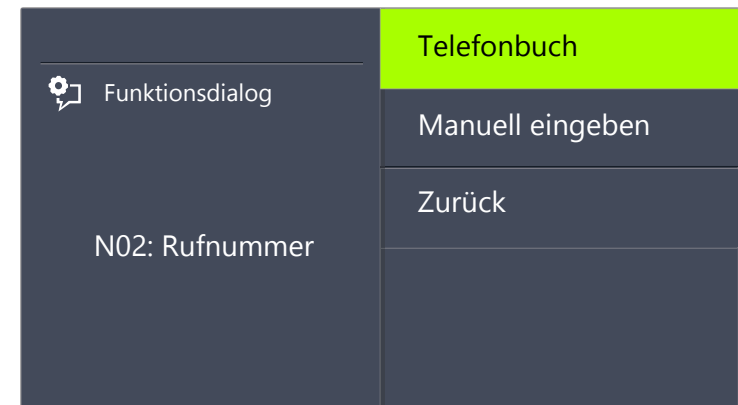 Funktionsdialog
N02: Rufnummer
Telefonbuch
Manuell eingeben
Zurück